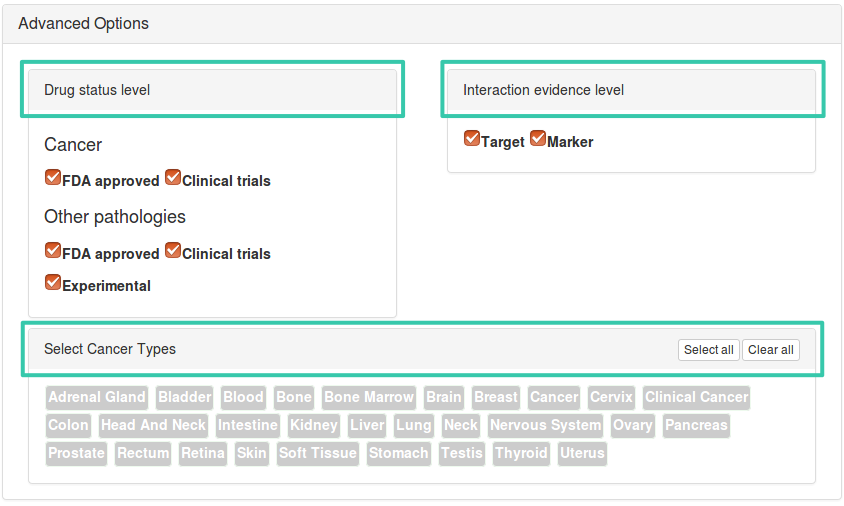 Advanced Options
Drug status level
Cancer
FDA approved Clinical trials
Other pathologies
FDA approved Clinical trials
Experimental
Interaction evidence level
Target Marker
Select Cancer Types Select all Clear all
Adrenal Gland Bladder Blood Bone Bone Marrow Brain Breast Cancer Cervix Clinical Cancer
Colon Head And Neck Intestine Kidney Liver Lung Neck Nervous System Ovary Pancreas
Prostate Rectum Retina Skin Soft Tissue Stomach Testis Thyroid Uterus